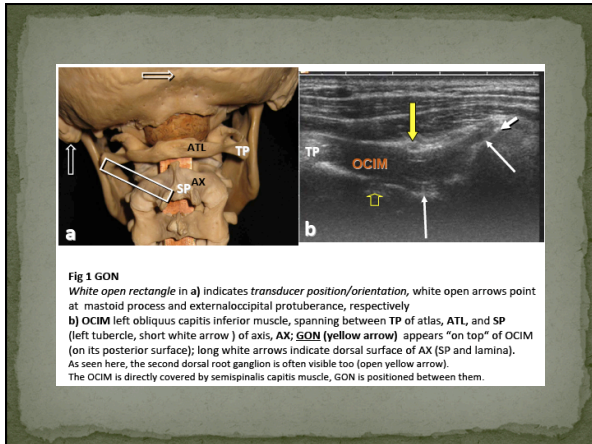 ATL
TP
AX
SP
a
TP
OCIM
b
Fig 1 GON
White open rectangle in a) indicates transducer position/orientation, white open arrows point
at mastoid process and externaloccipital protuberance, respectively
b) OCIM left obliquus capitis inferior muscle, spanning between TP of atlas, ATL, and SP
(left tubercle, short white arrow ) of axis, AX; GON (yellow arrow) appears "on top“ of OCIM
(on its posterior surface); long white arrows indicate dorsal surface of AX (SP and lamina).
As seen here, the second dorsal root ganglion is often visible too (open yellow arrow).
The OCIM is directly covered by semispinalis capitis muscle, GON is positioned between them.